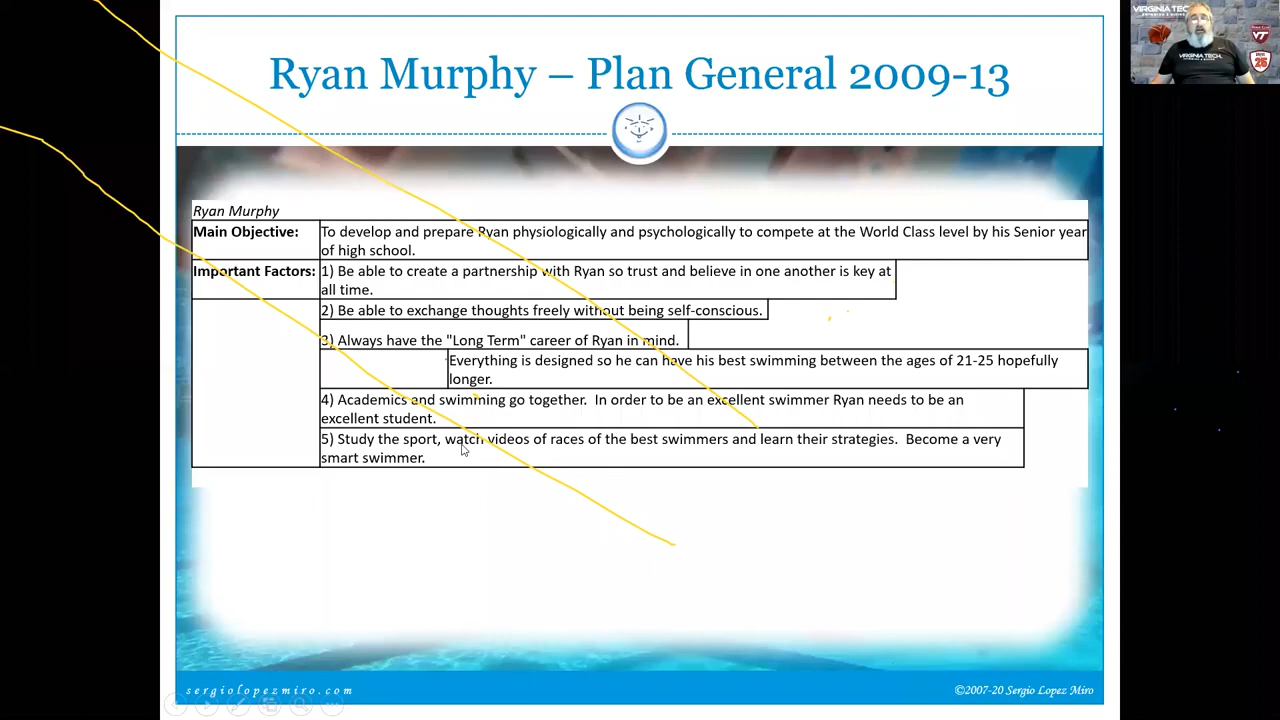 Ryan Murphy – Plan General 2009-13
Ryan Murphy
Main Objective: To develop and prepare Ryan physiologically and psychologically to compete at the World Class level by his Senior year
of high school.
Important Factors: 1) Be able to create a partnership with Ryan so trust and believe in one another is key at
all time.
2) Be able to exchange thoughts freely without being self-conscious.
3) Always have the "Long Term" career of Ryan in mind.
Everything is designed so he can have his best swimming between the ages of 21-25 hopefully
longer.
4) Academics and swimming go together. In order to be an excellent swimmer Ryan needs to be an
excellent student.
5) Study the sport, watch videos of races of the best swimmers and learn their strategies. Become a very
smart swimmer.
sergiolopezmiro.com
©2007-20 Sergio Lopez Miro
VIRGINIA TEC
VIRGINIA TECH
VT
25